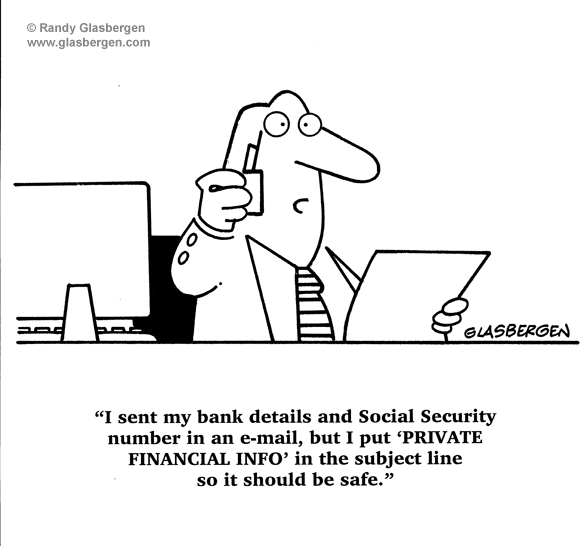 © Randy Glasbergen
www.glasbergen.com
GLASBERGEN
“I sent my bank details and Social Security
number in an e-mail, but I put ‘PRIVATE
FINANCIAL INFO’ in the subject line
so it should be safe.”